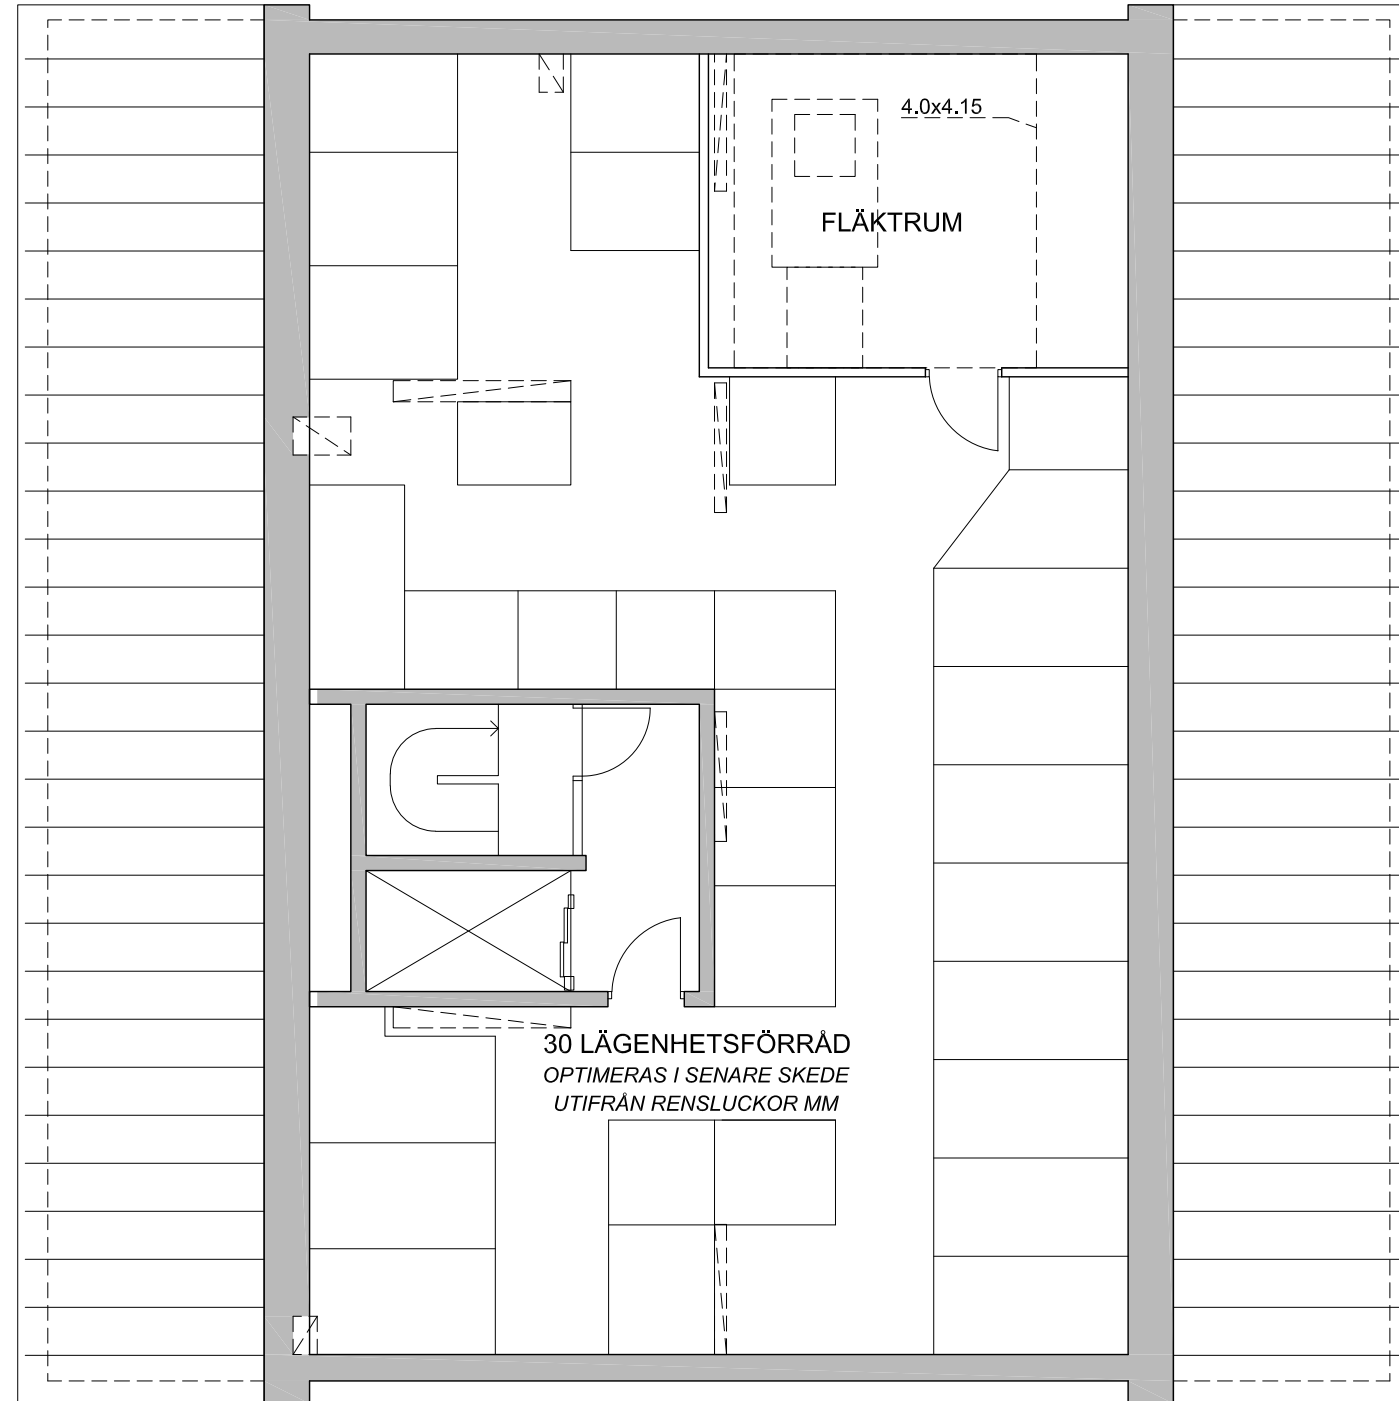 4.0x4.15
FLÄKTRUM
30 LÄGENHETSFÖRRÅD
OPTIMERAS I SENARE SKEDE
UTIFRÅN RENSLUCKOR MM